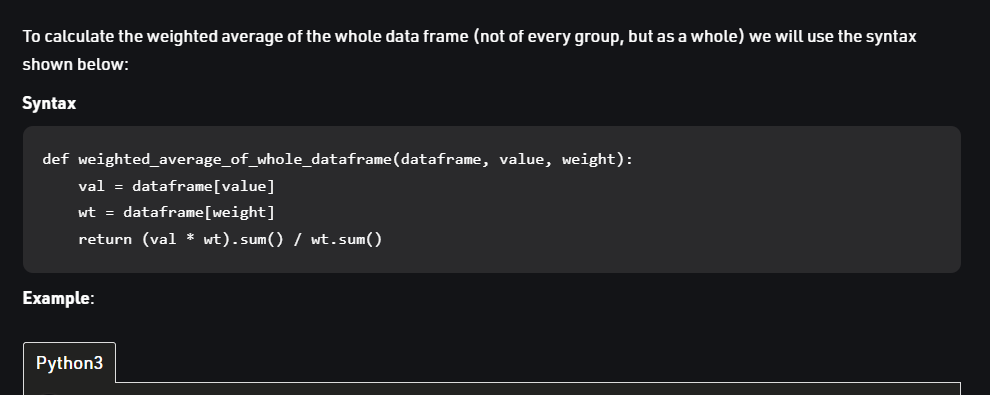 To calculate the weighted average of the whole data frame (not of every group, but as a whole) we will use the syntax
shown below:
Syntax
def weighted_average_of_whole_dataframe(dataframe, value, weight):
    val = dataframe[value]
    wt = dataframe[weight]
    return (val * wt).sum() / wt.sum()
Example:
Python3